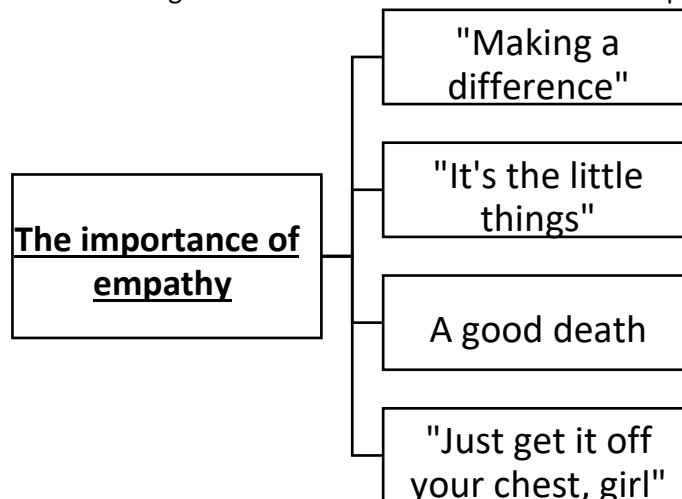 The importance of
empathy
"Making a
difference"
"It's the little
things"
A good death
"Just get it off
your chest, girl"